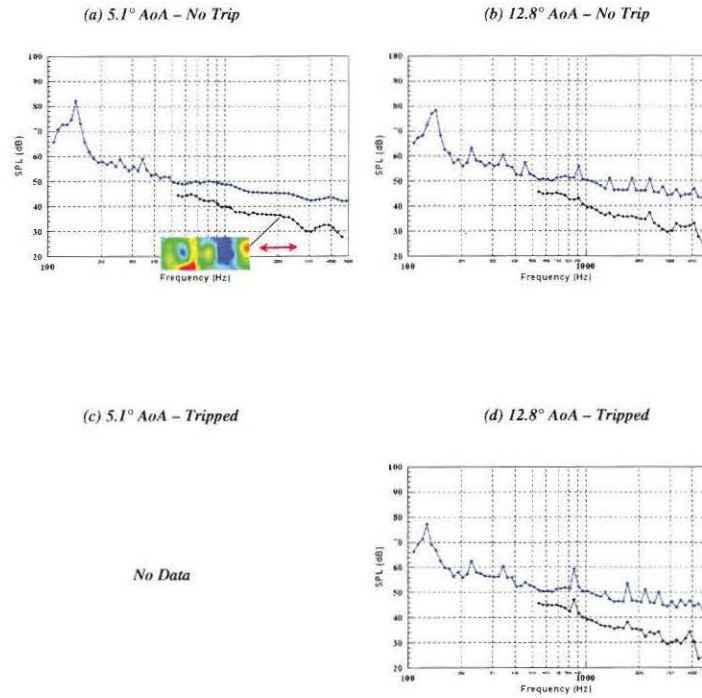 (a) 5.1° AoA – No Trip
(b) 12.8° AoA – No Trip
100
90
80
70
60
50
40
30
20
SPL (dB)
100
Frequency (Hz)
100
90
80
70
60
50
40
30
20
SPL (dB)
100
1000
Frequency (Hz)
(c) 5.1° AoA – Tripped
(d) 12.8° AoA – Tripped
No Data
100
90
80
70
60
50
40
30
20
SPL (dB)
100
1000
Frequency (Hz)